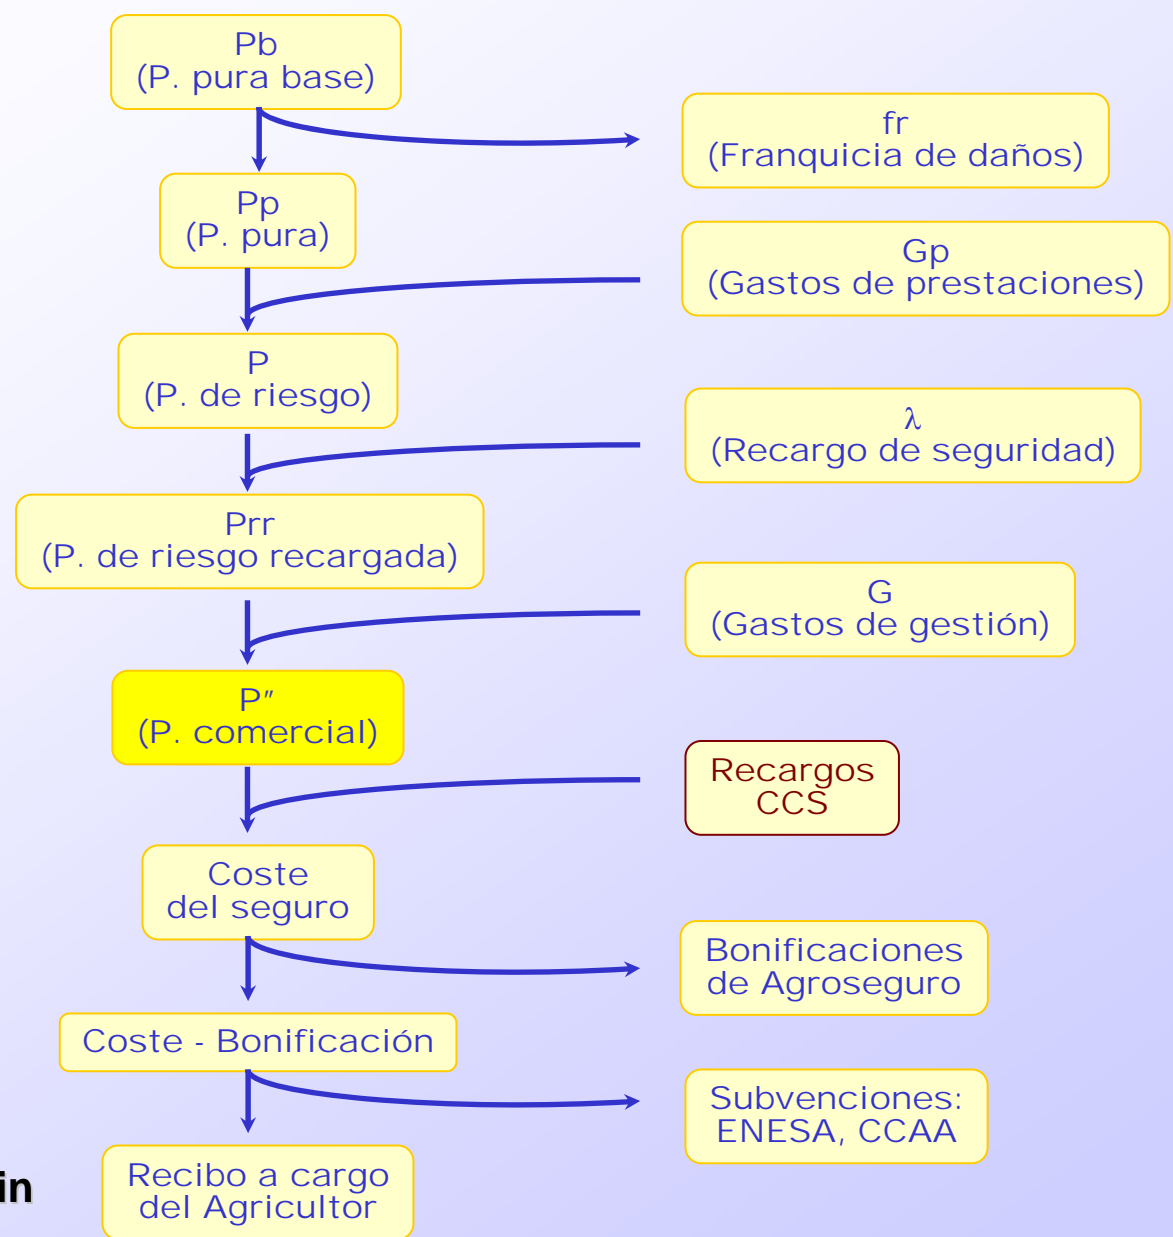 Pb
(P. pura base)
fr
(Franquicia de daños)
Pp
(P. pura)
Gp
(Gastos de prestaciones)
P
(P. de riesgo)
λ
(Recargo de seguridad)
Prr
(P. de riesgo recargada)
G
(Gastos de gestión)
P”
(P. comercial)
Recargos
CCS
Coste
del seguro
Bonificaciones
de Agroseguro
Coste - Bonificación
Subvenciones:
ENESA, CCAA
Recibo a cargo
del Agricultor
in